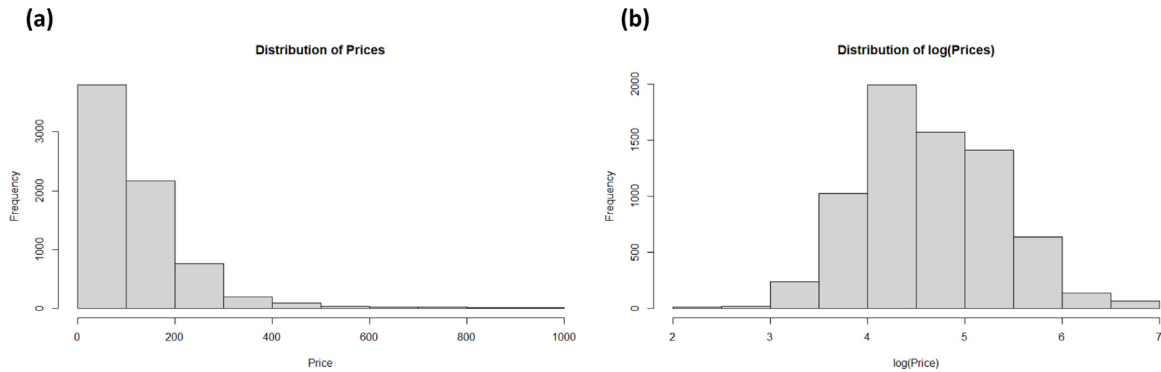 (a)
Distribution of Prices
Frequency
0
1000
2000
3000
0 200 400 600 800 1000
Price
(b)
Distribution of log(Prices)
Frequency
0
500
1000
1500
2000
2 3 4 5 6 7
log(Price)